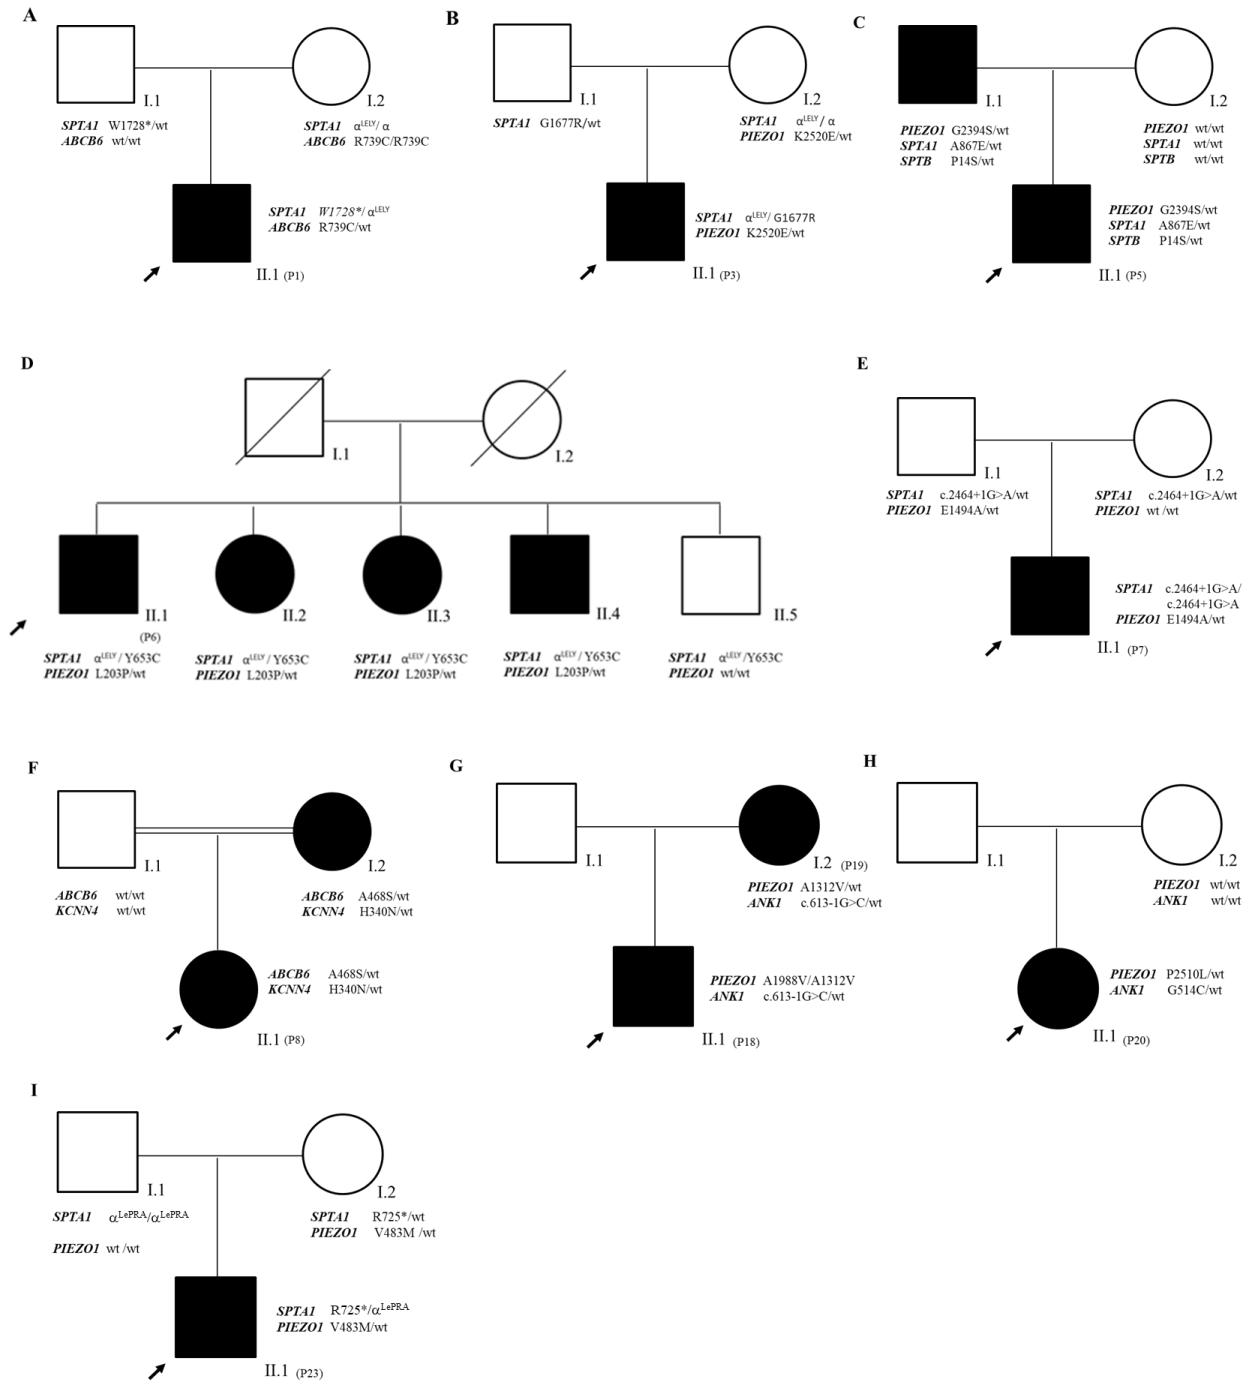 A
I.1
I.2
SPTA1 W1728*/wt
ABCB6 wt/wt
SPTA1 αLELY/ α
ABCB6 R739C/R739C
SPTA1 W1728*/ αLELY
ABCB6 R739C/wt
II.1 (P1)
B
I.1
I.2
SPTA1 G1677R/wt
SPTA1 αLELY/ α
PIEZO1 K2520E/wt
SPTA1 αLELY/ G1677R
PIEZO1 K2520E/wt
II.1 (P3)
C
I.1
I.2
PIEZO1 G2394S/wt
SPTA1 A867E/wt
SPTB P14S/wt
PIEZO1 wt/wt
SPTA1 wt/wt
SPTB wt/wt
PIEZO1 G2394S/wt
SPTA1 A867E/wt
SPTB P14S/wt
II.1 (P5)
D
I.1
I.2
II.1
(P6)
II.2
II.3
II.4
II.5
SPTA1 αLELY / Y653C
PIEZO1 L203P/wt
SPTA1 αLELY / Y653C
PIEZO1 L203P/wt
SPTA1 αLELY / Y653C
PIEZO1 L203P/wt
SPTA1 αLELY / Y653C
PIEZO1 L203P/wt
SPTA1 αLELY /Y653C
PIEZO1 wt/wt
E
I.1
I.2
SPTA1 c.2464+1G>A/wt
PIEZO1 E1494A/wt
SPTA1 c.2464+1G>A/wt
PIEZO1 wt /wt
SPTA1 c.2464+1G>A/
c.2464+1G>A
PIEZO1 E1494A/wt
II.1 (P7)
F
I.1
I.2
ABCB6 wt/wt
KCNN4 wt/wt
ABCB6 A468S/wt
KCNN4 H340N/wt
ABCB6 A468S/wt
KCNN4 H340N/wt
II.1 (P8)
G
I.1
I.2 (P19)
PIEZO1 A1312V/wt
ANK1 c.613-1G>C/wt
PIEZO1 A1988V/A1312V
ANK1 c.613-1G>C/wt
II.1 (P18)
H
I.1
I.2
PIEZO1 wt/wt
ANK1 wt/wt
PIEZO1 P2510L/wt
ANK1 G514C/wt
II.1 (P20)
I
I.1
I.2
SPTA1 αLePRA/αLePRA
PIEZO1 wt /wt
SPTA1 R725*/wt
PIEZO1 V483M /wt
SPTA1 R725*/αLePRA
PIEZO1 V483M/wt
II.1 (P23)